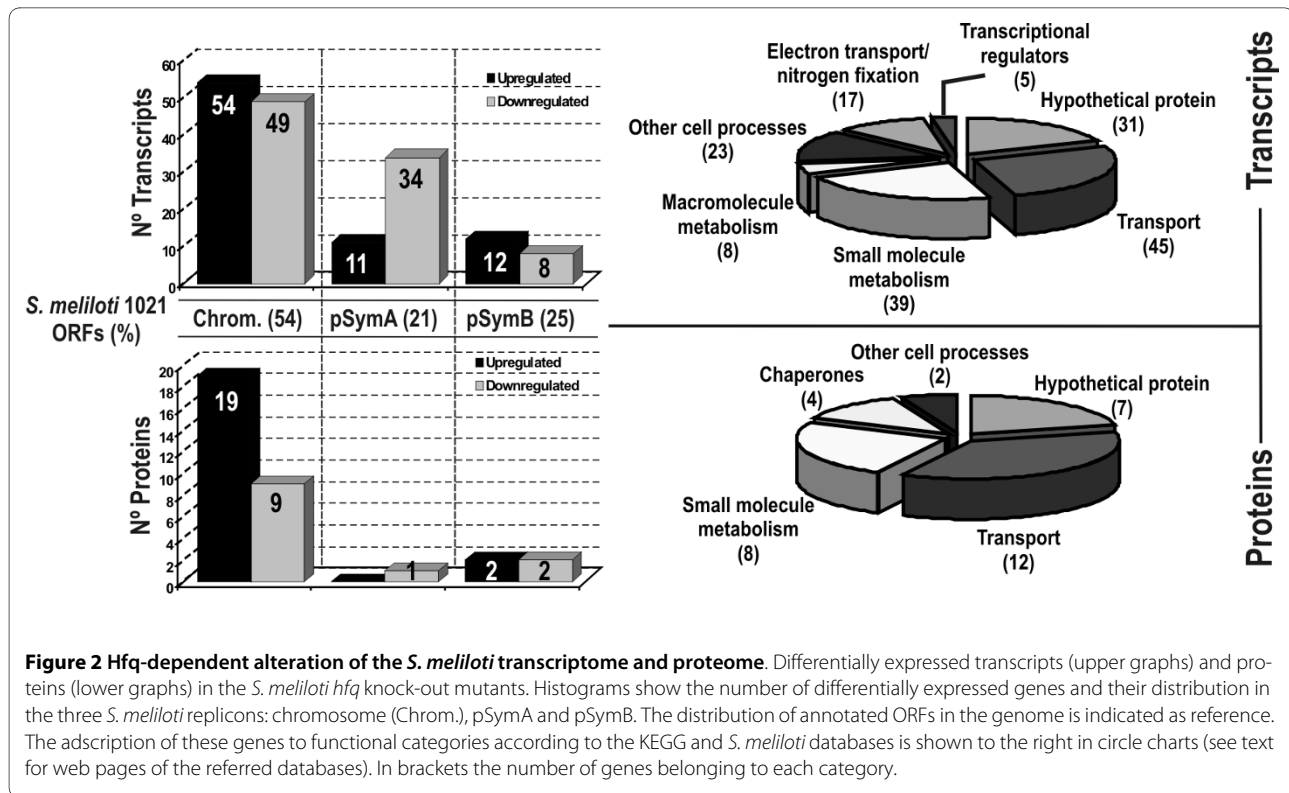 60
50
40
30
20
10
0
Nº Transcripts
Upregulated
Downregulated
54
49
11
34
12
8
S. meliloti 1021
ORFs (%)
Chrom. (54)
pSymA (21)
pSymB (25)
20
18
16
14
12
10
8
6
4
2
0
Nº Proteins
Upregulated
Downregulated
19
9
1
2
2
Electron transport/
nitrogen fixation
(17)
Transcriptional
regulators
(5)
Hypothetical protein
(31)
Other cell processes
(23)
Macromolecule
metabolism
(8)
Small molecule
metabolism
(39)
Transport
(45)
Transcripts
Other cell processes
(2)
Chaperones
(4)
Hypothetical protein
(7)
Small molecule
metabolism
(8)
Transport
(12)
Proteins
Figure 2 Hfq-dependent alteration of the S. meliloti transcriptome and proteome. Differentially expressed transcripts (upper graphs) and pro-
teins (lower graphs) in the S. meliloti hfq knock-out mutants. Histograms show the number of differentially expressed genes and their distribution in
the three S. meliloti replicons: chromosome (Chrom.), pSymA and pSymB. The distribution of annotated ORFs in the genome is indicated as reference.
The adscription of these genes to functional categories according to the KEGG and S. meliloti databases is shown to the right in circle charts (see text
for web pages of the referred databases). In brackets the number of genes belonging to each category.